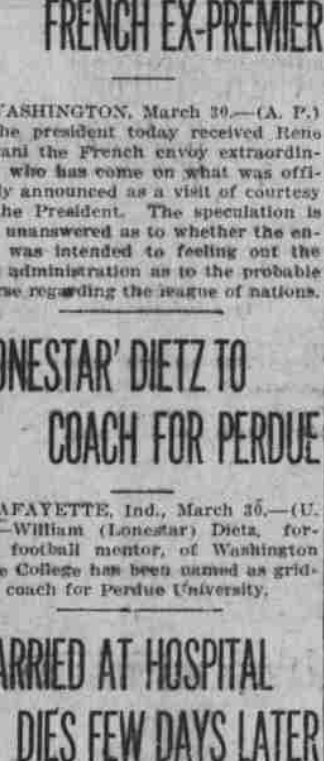 FRENCH EX-PREMIER
WASHINGTON, March 30.—(A. P.)
he president today received Rene
ani the French envoy extraordin-
who has come on what was offi-
ly announced as a visit of courtesy
he President. The speculation is
unanswered as to whether the en-
was intended to feeling out the
administration as to the probable
rse regarding the league of nations.
ONESTAR' DIETZ TO
COACH FOR PERDUE
AFAYETTE, Ind., March 30.—(U.
—William (Lonestar) Dietz, for-
football mentor, of Washington
e College has been named as grid-
coach for Perdue University.
ARRIED AT HOSPITAL
DIES FEW DAYS LATER